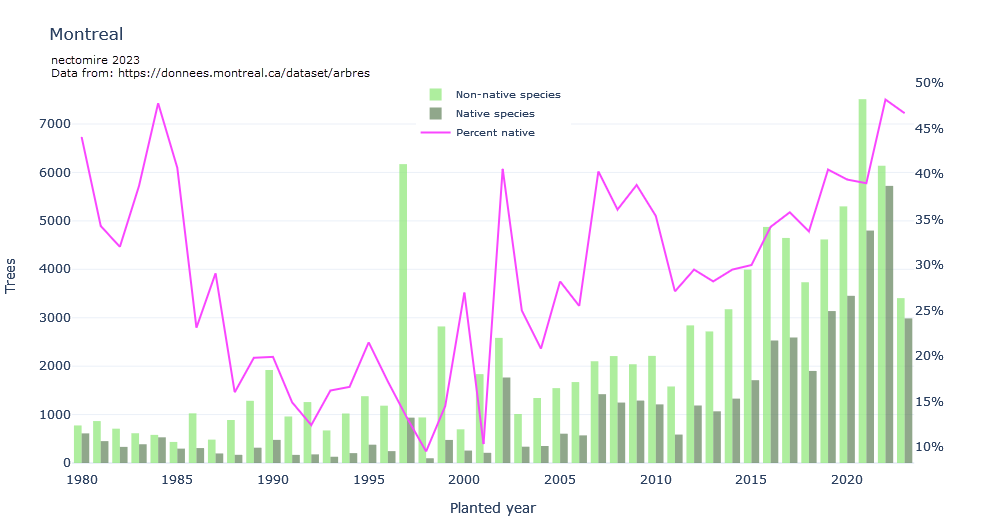 Montreal
nectomire 2023
Data from: https://donnees.montreal.ca/dataset/arbres
Non-native species
Native species
Percent native
50%
45%
40%
35%
30%
25%
20%
15%
10%
7000
6000
5000
4000
3000
2000
1000
0
Trees
1980 1985 1990 1995 2000 2005 2010 2015 2020
Planted year